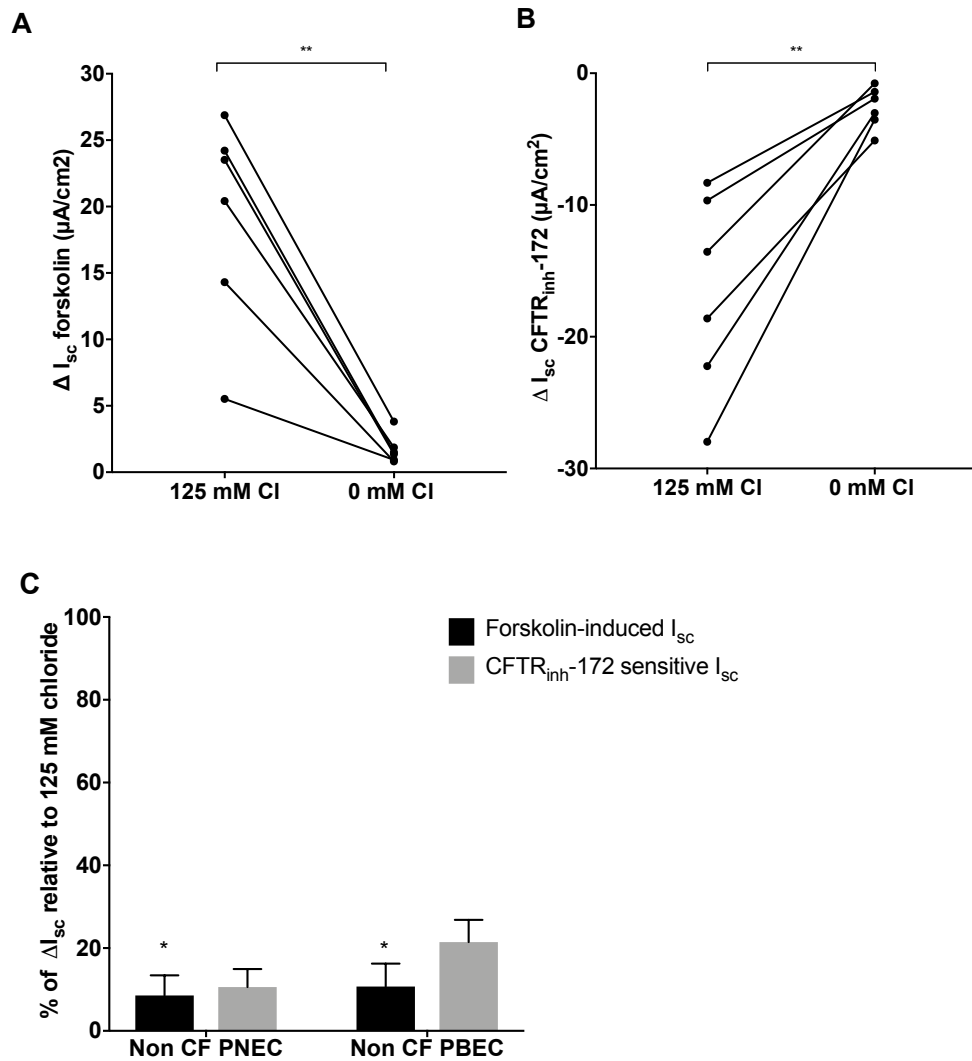 A
**
30
25
20
15
10
5
0
Δ Isc forskolin (µA/cm2)
125 mM Cl
0 mM Cl
B
**
-0
-10
-20
-30
Δ Isc CFTRinh-172 (µA/cm²)
125 mM Cl
0 mM Cl
C
100
80
60
40
20
0
% of ΔIsc relative to 125 mM chloride
Forskolin-induced Isc
CFTRinh-172 sensitive Isc
*
*
Non CF PNEC
Non CF PBEC